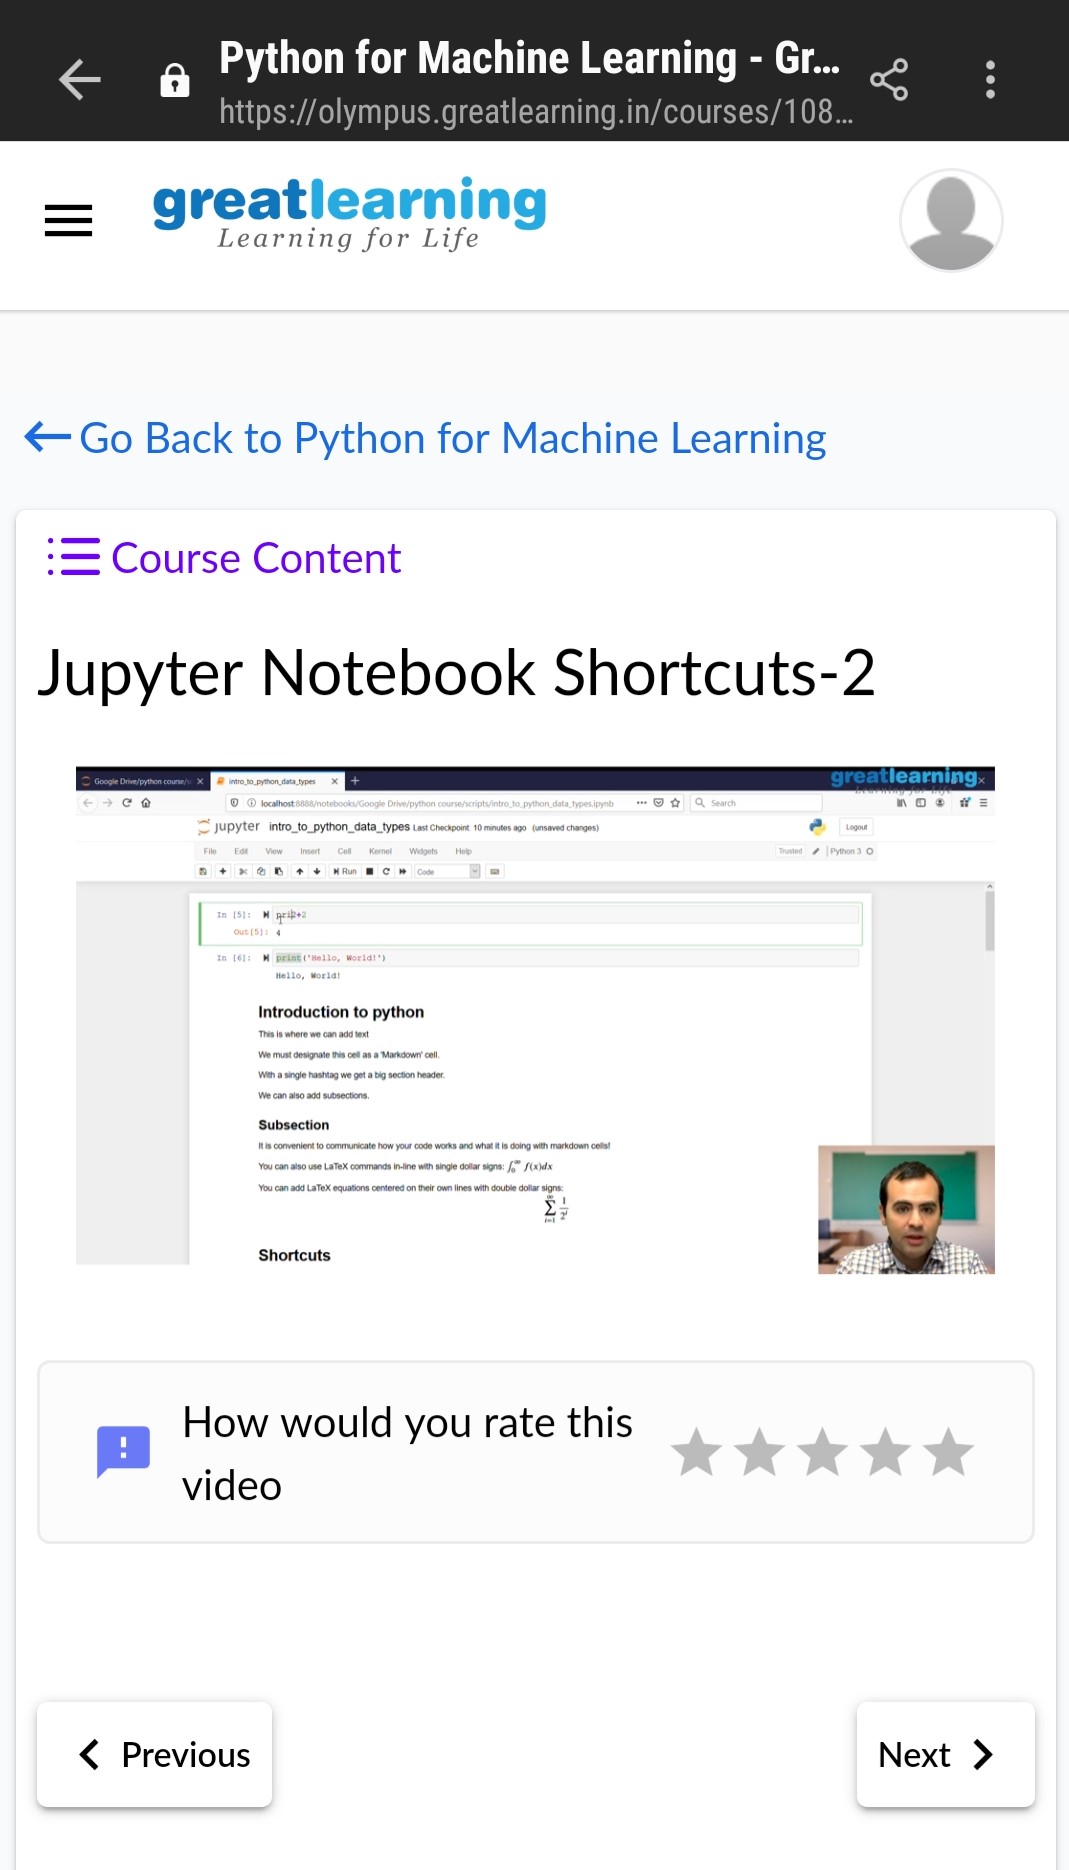 Python for Machine Learning - Gr...
https://olympus.greatlearning.in/courses/108...
greatlearning
Learning for Life
Go Back to Python for Machine Learning
Course Content
Jupyter Notebook Shortcuts-2
Google Drive/python course/
intro_to_python_data_types
greatlearning
Learning for Life
localhost:8888/notebooks/Google Drive/python course/scripts/intro_to_python_data_types.ipynb
Search
jupyter intro_to_python_data_types Last Checkpoint: 10 minutes ago (unsaved changes)
Logout
File Edit View Insert Cell Kernel Widgets Help
Trusted Python 3
Run Code
In [5]: pri2+2
Out[5]: 4
In [6]: print('Hello, World!')
Hello, World!
Introduction to python
This is where we can add text
We must designate this cell as a 'Markdown' cell.
With a single hashtag we get a big section header.
We can also add subsections.
Subsection
It is convenient to communicate how your code works and what it is doing with markdown cells!
You can also use LaTeX commands in-line with single dollar signs: ∫₀^∞ f(x)dx
You can add LaTeX equations centered on their own lines with double dollar signs:
∞
∑ 1
i=1 2ⁱ
Shortcuts
How would you rate this
video
Previous
Next